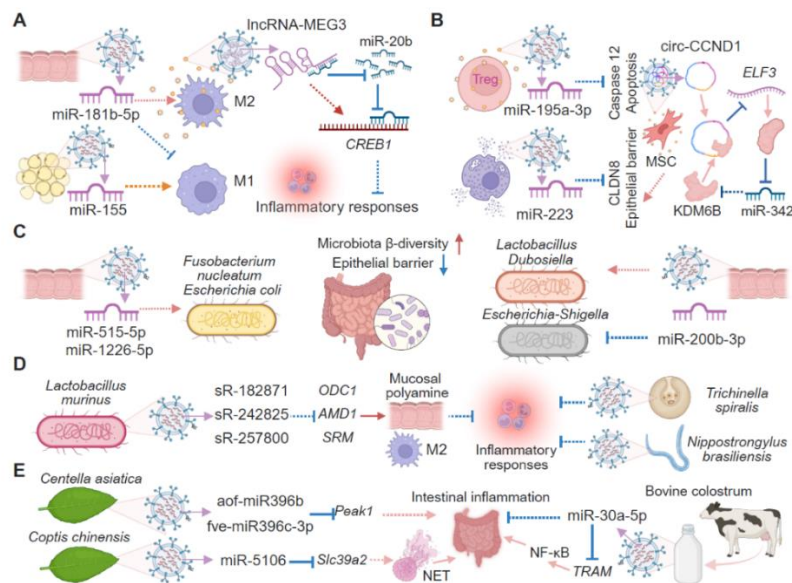 A
lncRNA-MEG3
miR-20b
M2
miR-181b-5p
CREB1
M1
miR-155
Inflammatory responses
B
Treg
miR-195a-3p
Caspase 12
Apoptosis
circ-CCND1
ELF3
MSC
miR-223
CLDN8
Epithelial barrier
KDM6B
miR-342
C
Microbiota β-diversity
Epithelial barrier
Fusobacterium
nucleatum
Escherichia coli
miR-515-5p
miR-1226-5p
Lactobacillus
Dubosiella
Escherichia-Shigella
miR-200b-3p
D
Lactobacillus
murinus
sR-182871
sR-242825
sR-257800
ODC1
AMD1
SRM
Mucosal
polyamine
M2
Inflammatory
responses
Trichinella
spiralis
Nippostrongylus
brasiliensis
E
Centella asiatica
aof-miR396b
fve-miR396c-3p
Peak1
Intestinal inflammation
Coptis chinensis
miR-5106
Slc39a2
NET
NF-κB
miR-30a-5p
TRAM
Bovine colostrum